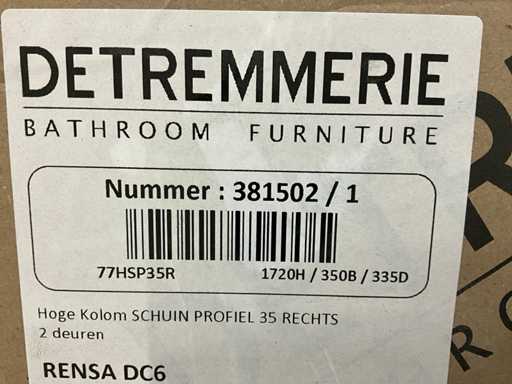 DETREMMERIE
BATHROOM FURNITURE
Nummer : 381502 / 1
77HSP35R 1720H / 350B / 335D
Hoge Kolom SCHUIN PROFIEL 35 RECHTS
2 deuren
RENSA DC6